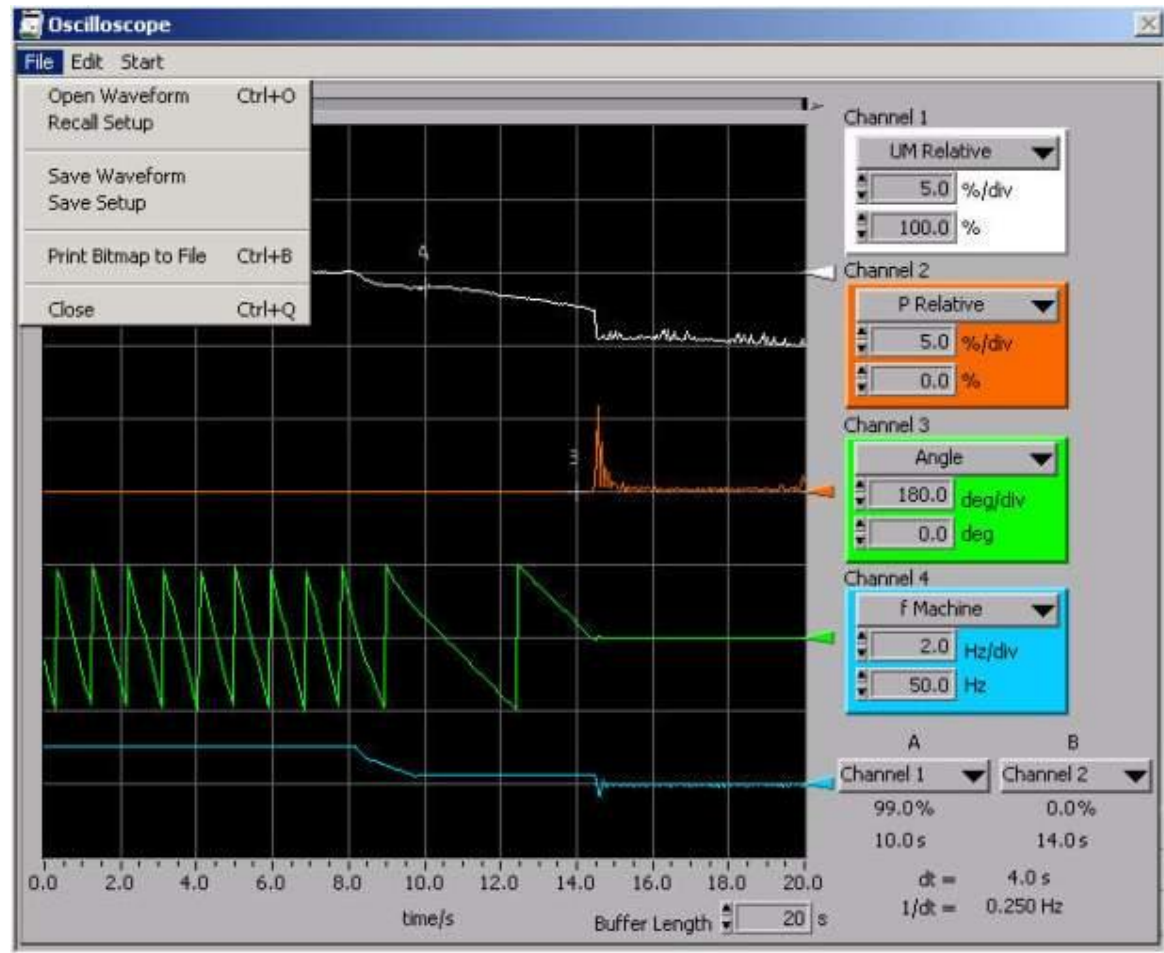 Oscilloscope
File Edit Start
Open Waveform Ctrl+O
Recall Setup
Save Waveform
Save Setup
Print Bitmap to File Ctrl+B
Close Ctrl+Q
A
Channel 1
UM Relative
5.0 %/div
100.0 %
Channel 2
P Relative
5.0 %/div
0.0 %
Channel 3
Angle
180.0 deg/div
0.0 deg
Channel 4
f Machine
2.0 Hz/div
50.0 Hz
A B
Channel 1 Channel 2
99.0% 0.0%
10.0 s 14.0 s
dt = 4.0 s
1/dt = 0.250 Hz
0.0 2.0 4.0 6.0 8.0 10.0 12.0 14.0 16.0 18.0 20.0
time/s
Buffer Length 20 s